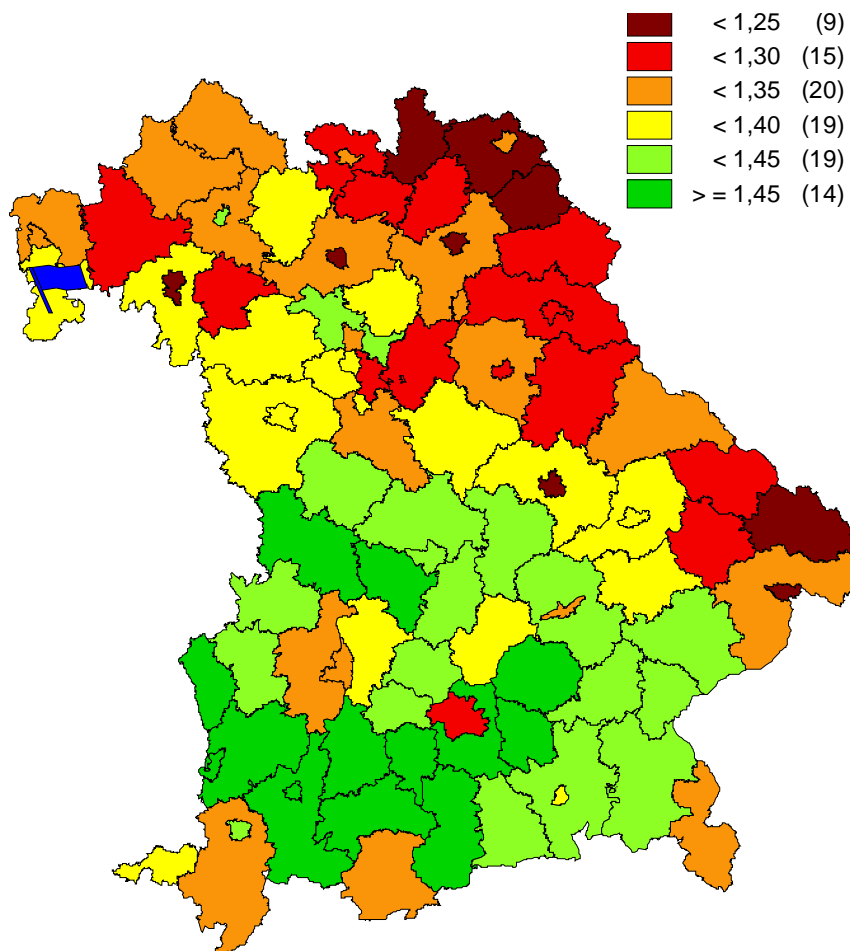 < 1,25 (9)
< 1,30 (15)
< 1,35 (20)
< 1,40 (19)
< 1,45 (19)
> = 1,45 (14)